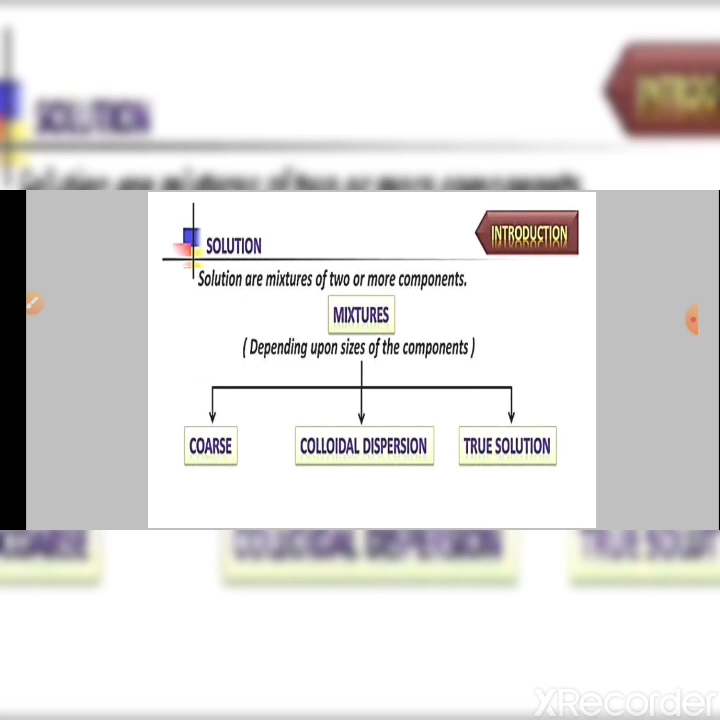 SOLUTION
INTRODUCTION
Solution are mixtures of two or more components.
MIXTURES
( Depending upon sizes of the components )
COARSE
COLLOIDAL DISPERSION
TRUE SOLUTION
XRecorder